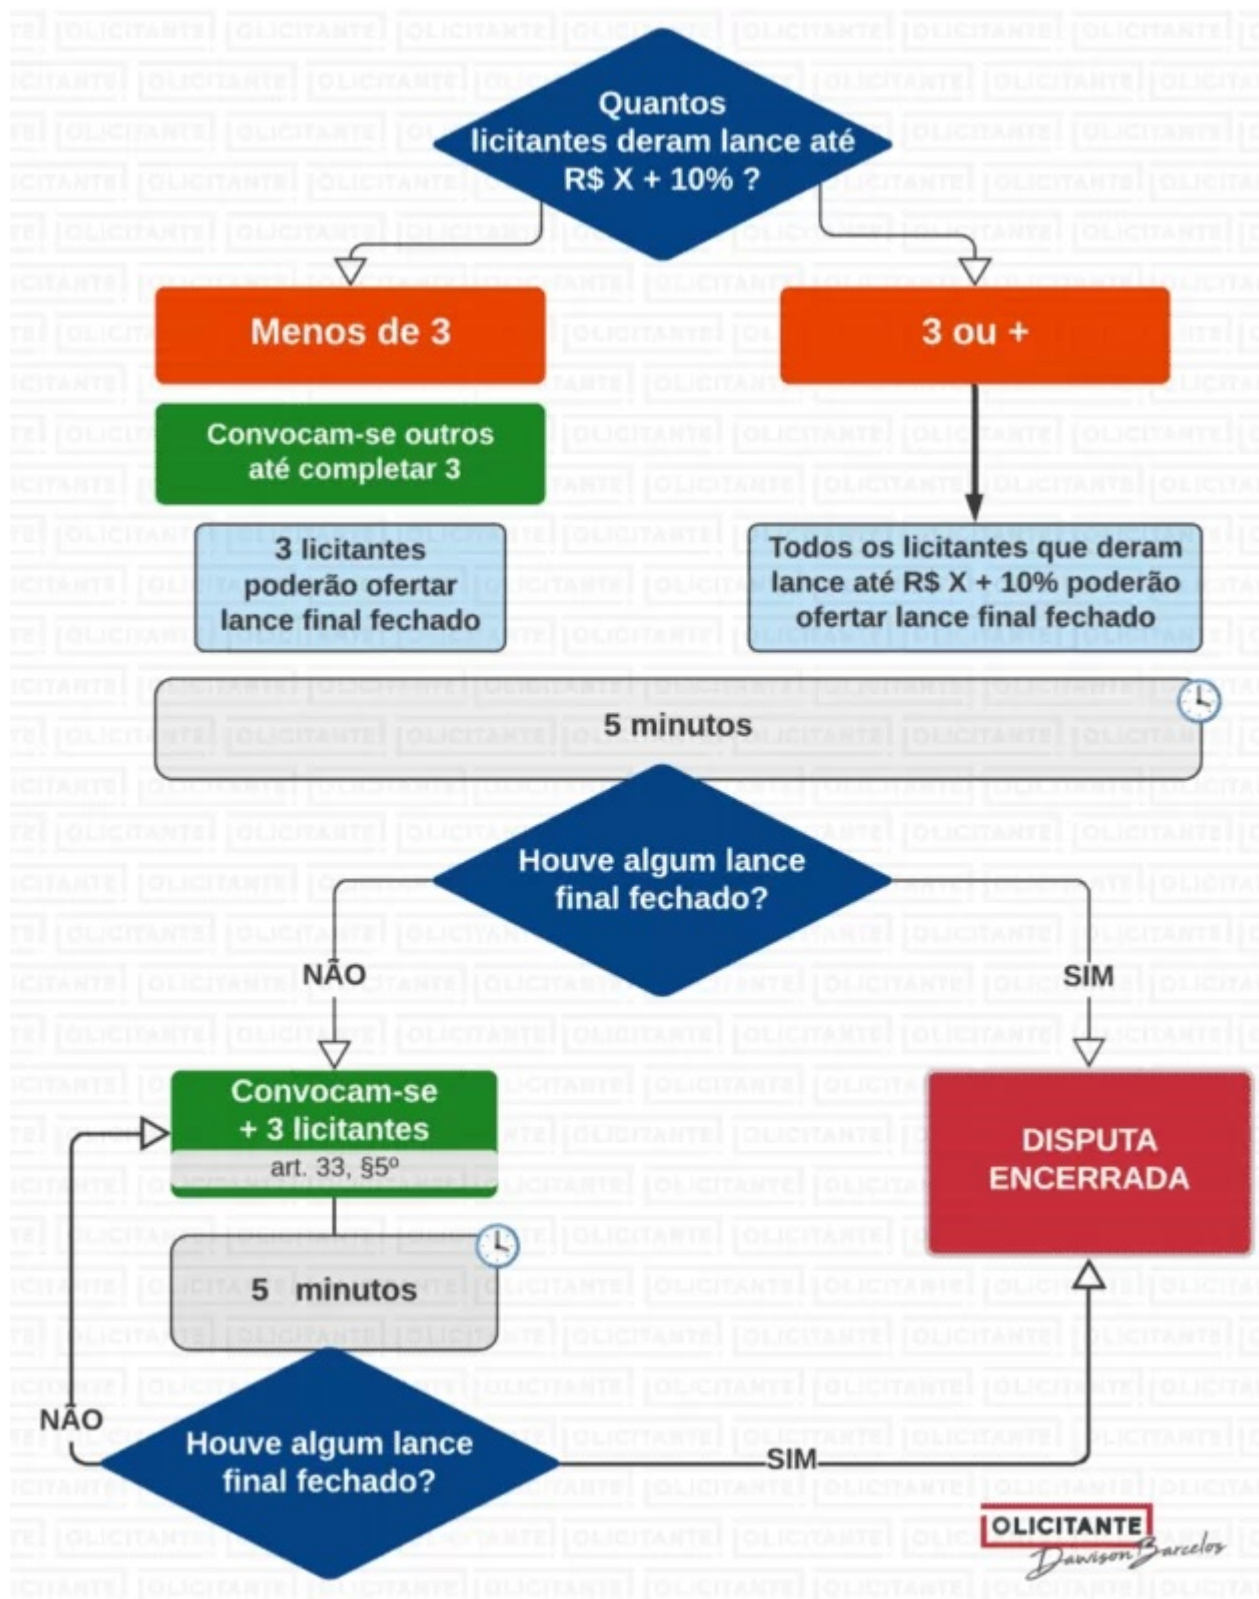 Quantos
licitantes deram lance até
R$ X + 10% ?
Menos de 3
3 ou +
Convocam-se outros
até completar 3
3 licitantes
poderão ofertar
lance final fechado
Todos os licitantes que deram
lance até R$ X + 10% poderão
ofertar lance final fechado
5 minutos
Houve algum lance
final fechado?
NÃO
SIM
Convocam-se
+ 3 licitantes
art. 33, §5º
DISPUTA
ENCERRADA
5 minutos
NÃO
Houve algum lance
final fechado?
SIM
OLICITANTE
Dawison Barcelos